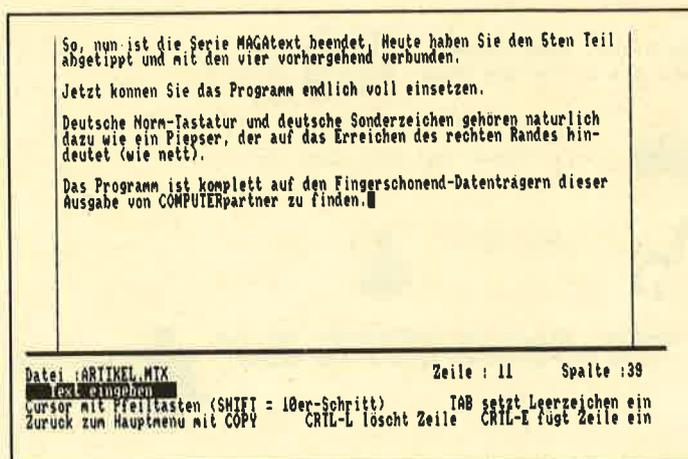 So, nun ist die Serie MAGAtext beendet, Heute haben Sie den 5ten Teil
abgetippt und mit den vier vorhergehend verbunden.
Jetzt konnen Sie das Programm endlich voll einsetzen.
Deutsche Norm-Tastatur und deutsche Sonderzeichen gehören naturlich
dazu wie ein Piepser, der auf das Erreichen des rechten Randes hin-
deutet (wie nett).
Das Programm ist komplett auf den Fingerschonend-Datenträgern dieser
Ausgabe von COMPUTERpartner zu finden.
Datei :ARTIKEL.MTX Zeile : 11 Spalte :39
Text eingeben
Cursor mit Pfeiltasten (SHIFT = 10er-Schritt) TAB setzt Leerzeichen ein
Zuruck zum Hauptmenu mit COPY CRTL-L löscht Zeile CRTL-E fügt Zeile ein